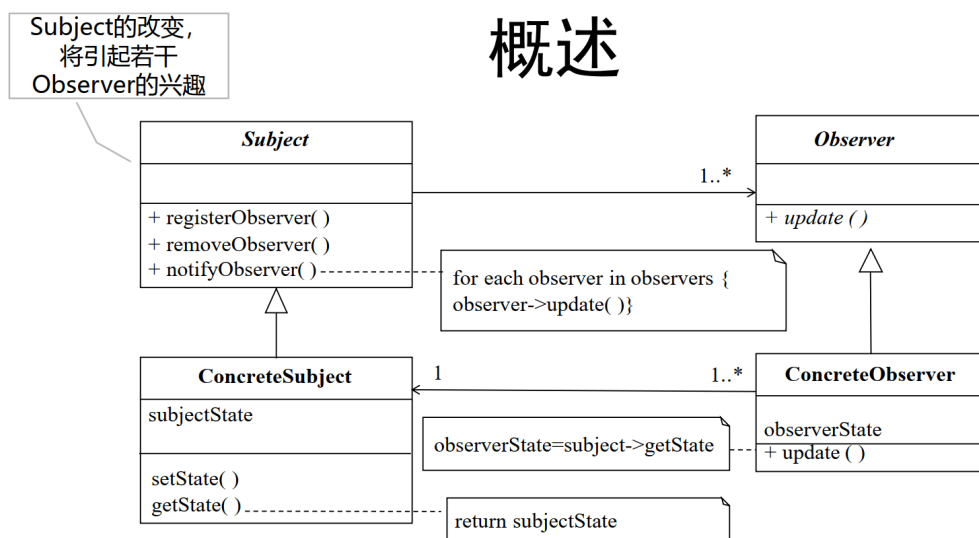 Subject的改变，
将引起若干
Observer的兴趣
概述
Subject
Observer
1..*
+ registerObserver( )
+ removeObserver( )
+ notifyObserver( )
+ update ( )
for each observer in observers {
observer->update( )}
ConcreteSubject
1
1..*
ConcreteObserver
subjectState
observerState
observerState=subject->getState
+ update ( )
setState( )
getState( )
return subjectState